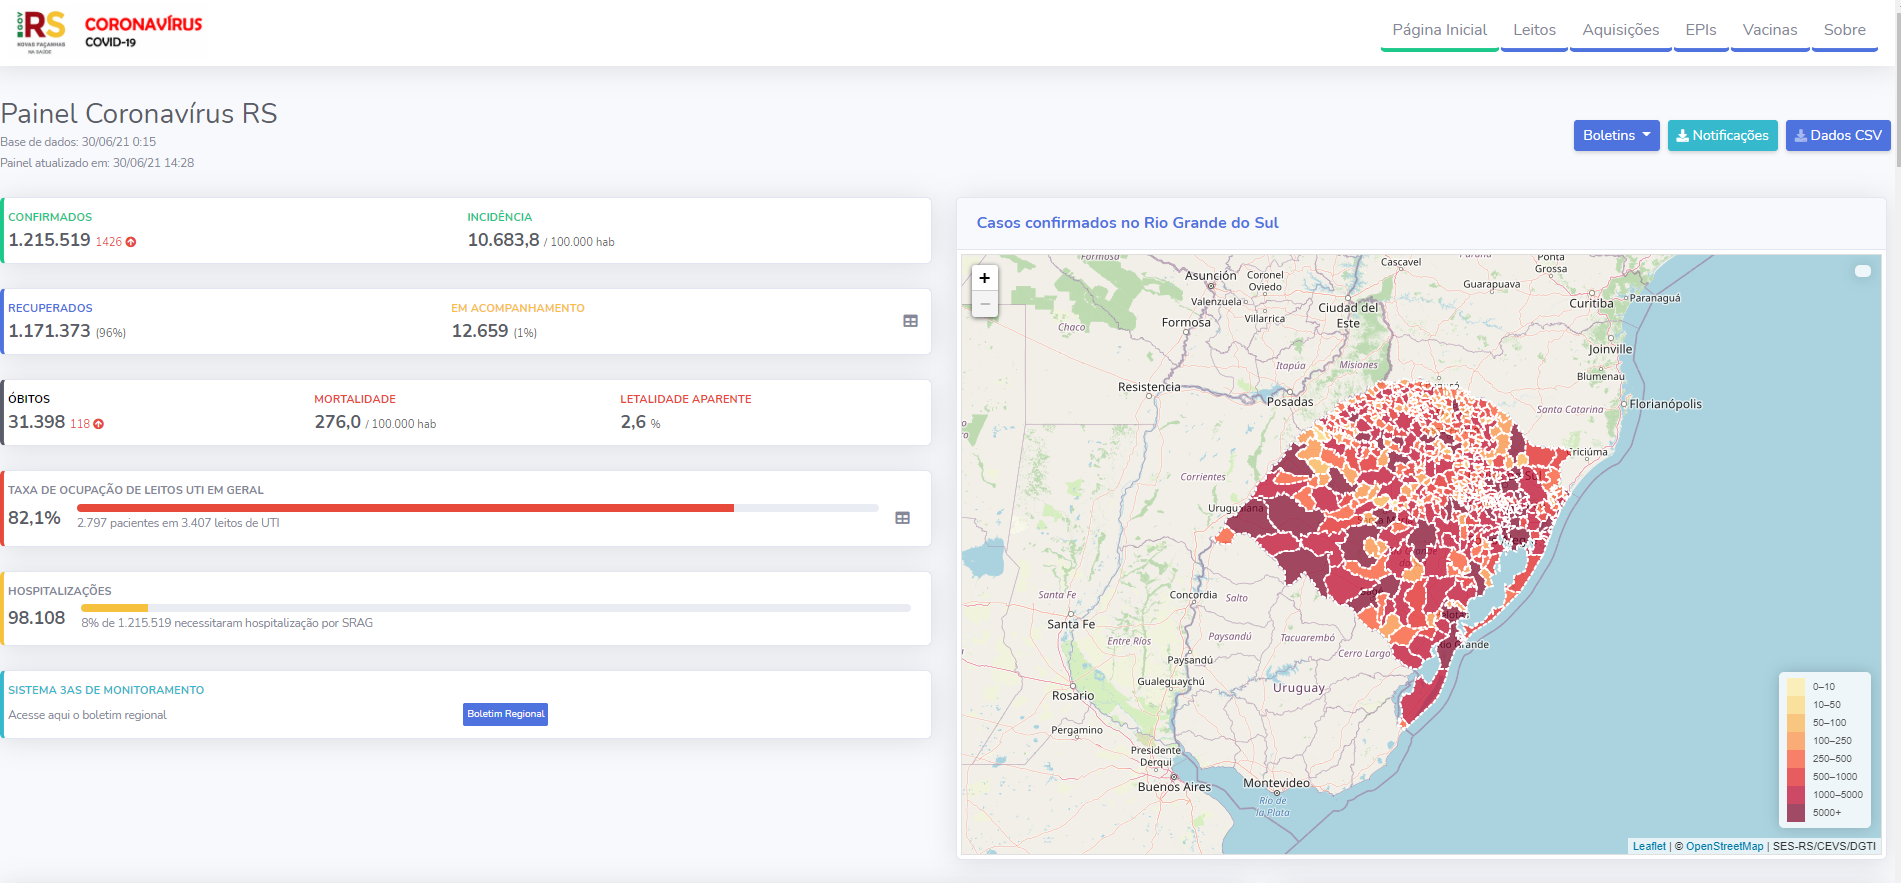 GOV RS
NOVAS FAÇANHAS
NA SAÚDE
CORONAVÍRUS
COVID-19
Página Inicial
Leitos
Aquisições
EPIs
Vacinas
Sobre
Painel Coronavírus RS
Base de dados: 30/06/21 0:15
Painel atualizado em: 30/06/21 14:28
Boletins
Notificações
Dados CSV
CONFIRMADOS
1.215.519 1426
INCIDÊNCIA
10.683,8 / 100.000 hab
RECUPERADOS
1.171.373 (96%)
EM ACOMPANHAMENTO
12.659 (1%)
ÓBITOS
31.398 118
MORTALIDADE
276,0 / 100.000 hab
LETALIDADE APARENTE
2,6 %
TAXA DE OCUPAÇÃO DE LEITOS UTI EM GERAL
82,1%
2.797 pacientes em 3.407 leitos de UTI
HOSPITALIZAÇÕES
98.108
8% de 1.215.519 necessitaram hospitalização por SRAG
SISTEMA 3AS DE MONITORAMENTO
Acesse aqui o boletim regional
Boletim Regional
Casos confirmados no Rio Grande do Sul
+
−
Formosa
Asunción
Coronel
Oviedo
Cascavel
Ponta
Grossa
Guarapuava
Valenzuela
Villarrica
Ciudad del
Este
Curitiba
Paranaguá
Chaco
Formosa
Joinville
Itapúa
Misiones
Blumenau
Resistencia
Posadas
Santa Catarina
Florianópolis
Criciúma
Corrientes
Uruguaiana
Santa Fe
Concordia
Salto
Santa Fe
Entre Ríos
Paysandú
Tacuarembó
Cerro Largo
Rio Grande
Paysandú
Gualeguaychú
Uruguay
Rosario
Pergamino
Presidente
Derqui
Buenos Aires
Montevideo
Río de
la Plata
0–10
10–50
50–100
100–250
250–500
500–1000
1000–5000
5000+
Leaflet | © OpenStreetMap | SES-RS/CEVS/DGTI